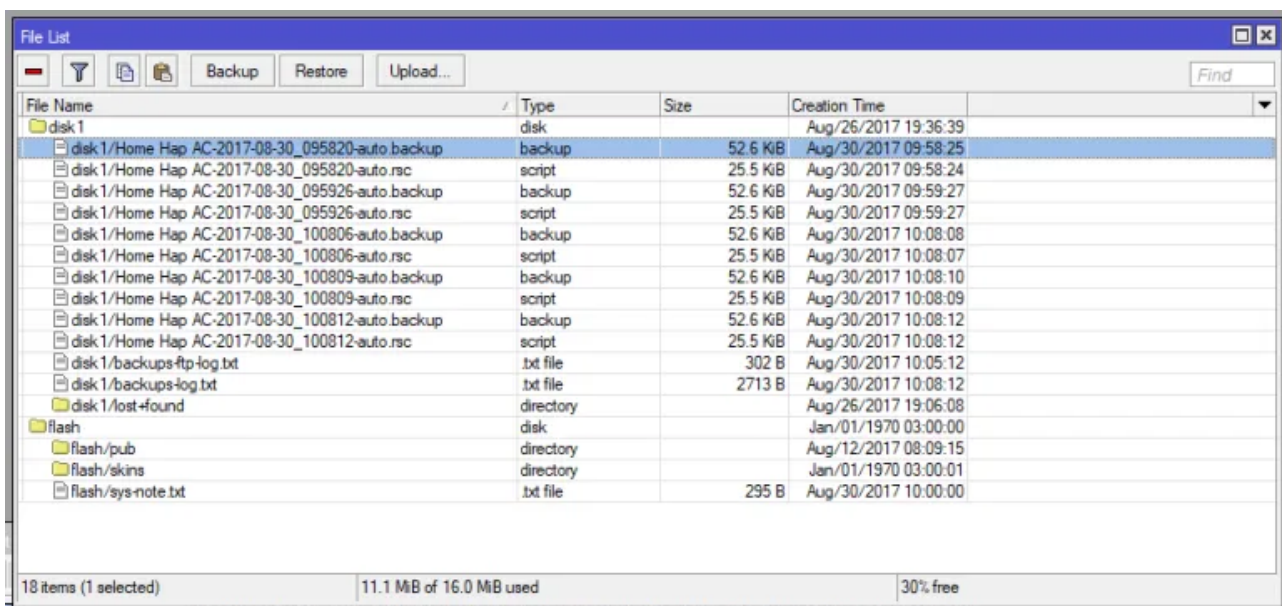 File List
Backup Restore Upload... Find
File Name Type Size Creation Time
disk1 disk Aug/26/2017 19:36:39
disk1/Home Hap AC-2017-08-30_095820-auto.backup backup 52.6 KiB Aug/30/2017 09:58:25
disk1/Home Hap AC-2017-08-30_095820-auto.rsc script 25.5 KiB Aug/30/2017 09:58:24
disk1/Home Hap AC-2017-08-30_095926-auto.backup backup 52.6 KiB Aug/30/2017 09:59:27
disk1/Home Hap AC-2017-08-30_095926-auto.rsc script 25.5 KiB Aug/30/2017 09:59:27
disk1/Home Hap AC-2017-08-30_100806-auto.backup backup 52.6 KiB Aug/30/2017 10:08:08
disk1/Home Hap AC-2017-08-30_100806-auto.rsc script 25.5 KiB Aug/30/2017 10:08:07
disk1/Home Hap AC-2017-08-30_100809-auto.backup backup 52.6 KiB Aug/30/2017 10:08:10
disk1/Home Hap AC-2017-08-30_100809-auto.rsc script 25.5 KiB Aug/30/2017 10:08:09
disk1/Home Hap AC-2017-08-30_100812-auto.backup backup 52.6 KiB Aug/30/2017 10:08:12
disk1/Home Hap AC-2017-08-30_100812-auto.rsc script 25.5 KiB Aug/30/2017 10:08:12
disk1/backups-ftp-log.txt .txt file 302 B Aug/30/2017 10:05:12
disk1/backups-log.txt .txt file 2713 B Aug/30/2017 10:08:12
disk1/lost+found directory Aug/26/2017 19:06:08
flash disk Jan/01/1970 03:00:00
flash/pub directory Aug/12/2017 08:09:15
flash/skins directory Jan/01/1970 03:00:01
flash/sys-note.txt .txt file 295 B Aug/30/2017 10:00:00
18 items (1 selected) 11.1 MiB of 16.0 MiB used 30% free